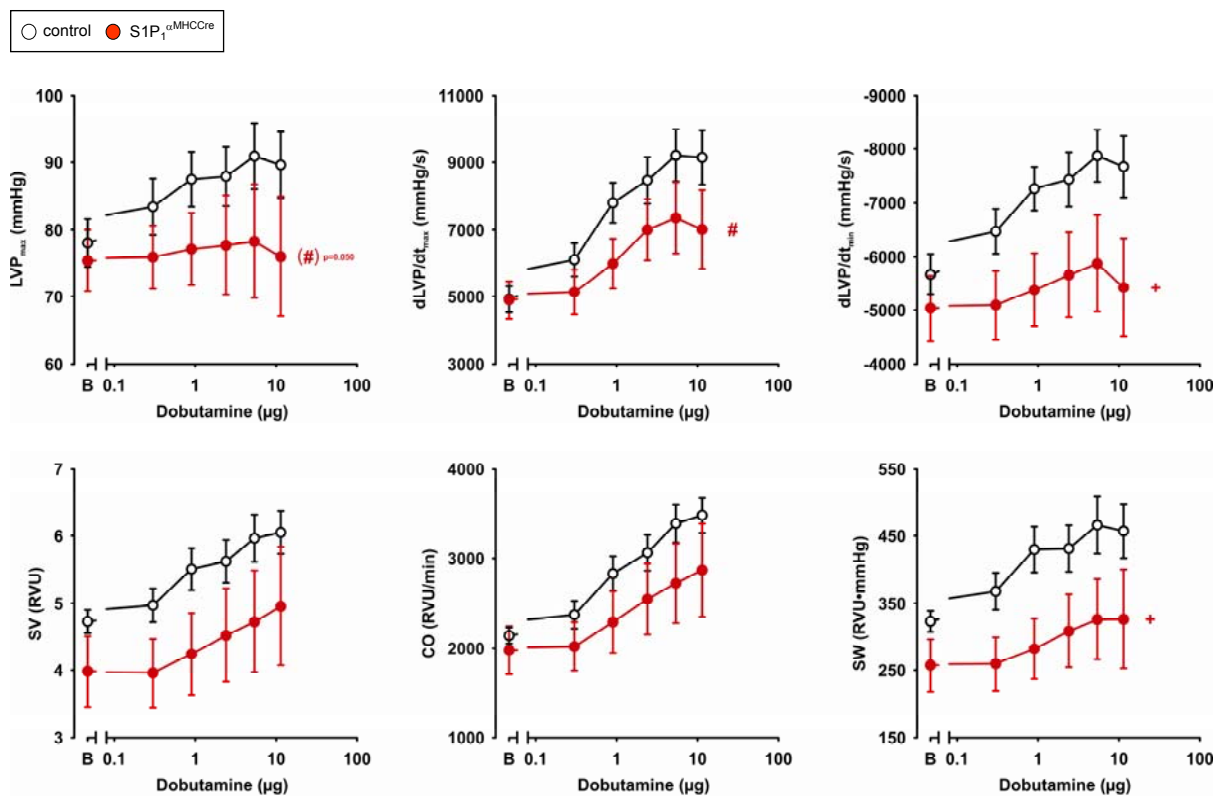 control S1P1αMHCCre
LVPmax (mmHg)
100
90
80
70
60
(#) p=0.050
B 0.1 1 10 100
Dobutamine (µg)
dLVP/dtmax (mmHg/s)
11000
9000
7000
5000
3000
#
B 0.1 1 10 100
Dobutamine (µg)
dLVP/dtmin (mmHg/s)
-9000
-8000
-7000
-6000
-5000
-4000
+
B 0.1 1 10 100
Dobutamine (µg)
SV (RVU)
7
6
5
4
3
B 0.1 1 10 100
Dobutamine (µg)
CO (RVU/min)
4000
3000
2000
1000
B 0.1 1 10 100
Dobutamine (µg)
SW (RVU•mmHg)
550
450
350
250
150
+
B 0.1 1 10 100
Dobutamine (µg)